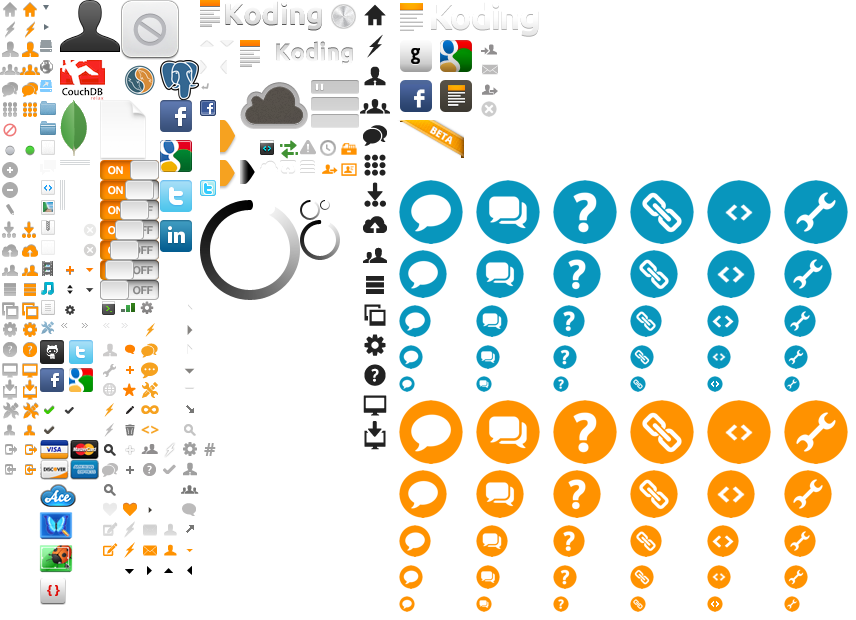 Koding
Koding
Koding
CouchDB
relax
g
f
f
BETA
ON
ON
ON
OFF
OFF
OFF
OFF
in
f
VISA
MasterCard
DISCOVER
AMERICAN EXPRESS
Ace
#
{}